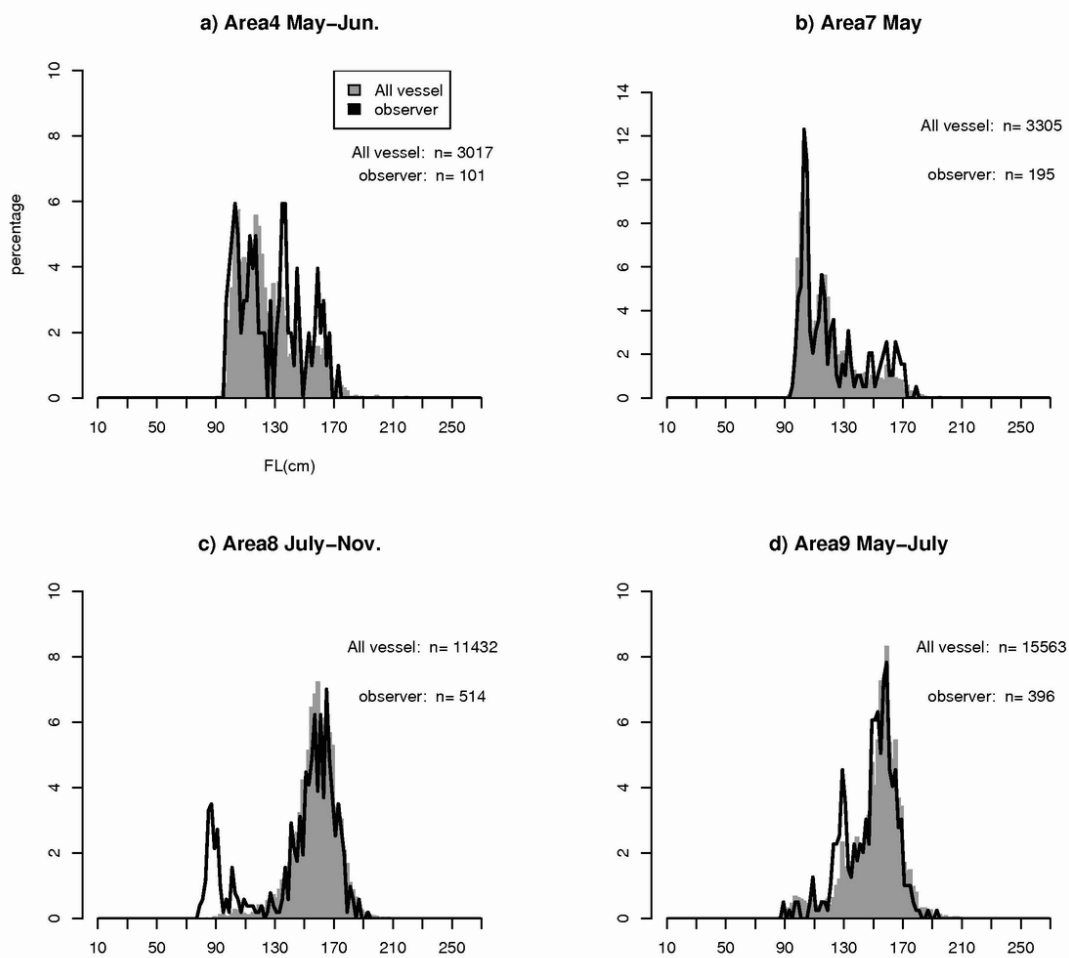 a) Area4 May−Jun.
10
8
6
4
2
0
percentage
All vessel
observer
All vessel: n= 3017
observer: n= 101
10 50 90 130 170 210 250
FL(cm)
b) Area7 May
14
12
10
8
6
4
2
0
All vessel: n= 3305
observer: n= 195
10 50 90 130 170 210 250
c) Area8 July−Nov.
10
8
6
4
2
0
All vessel: n= 11432
observer: n= 514
10 50 90 130 170 210 250
d) Area9 May−July
10
8
6
4
2
0
All vessel: n= 15563
observer: n= 396
10 50 90 130 170 210 250